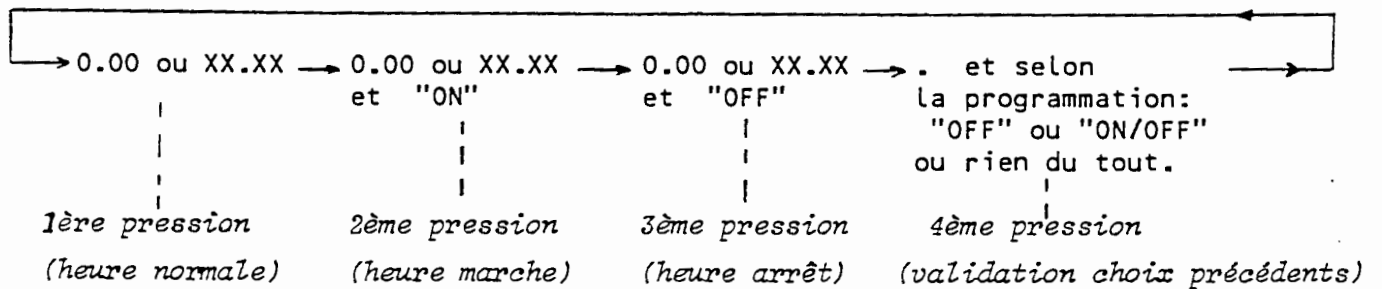 0.00 ou XX.XX → 0.00 ou XX.XX → 0.00 ou XX.XX → . et selon
et "ON" et "OFF" la programmation:
"OFF" ou "ON/OFF"
ou rien du tout.
1ère pression 2ème pression 3ème pression 4ème pression
(heure normale) (heure marche) (heure arrêt) (validation choix précédents)